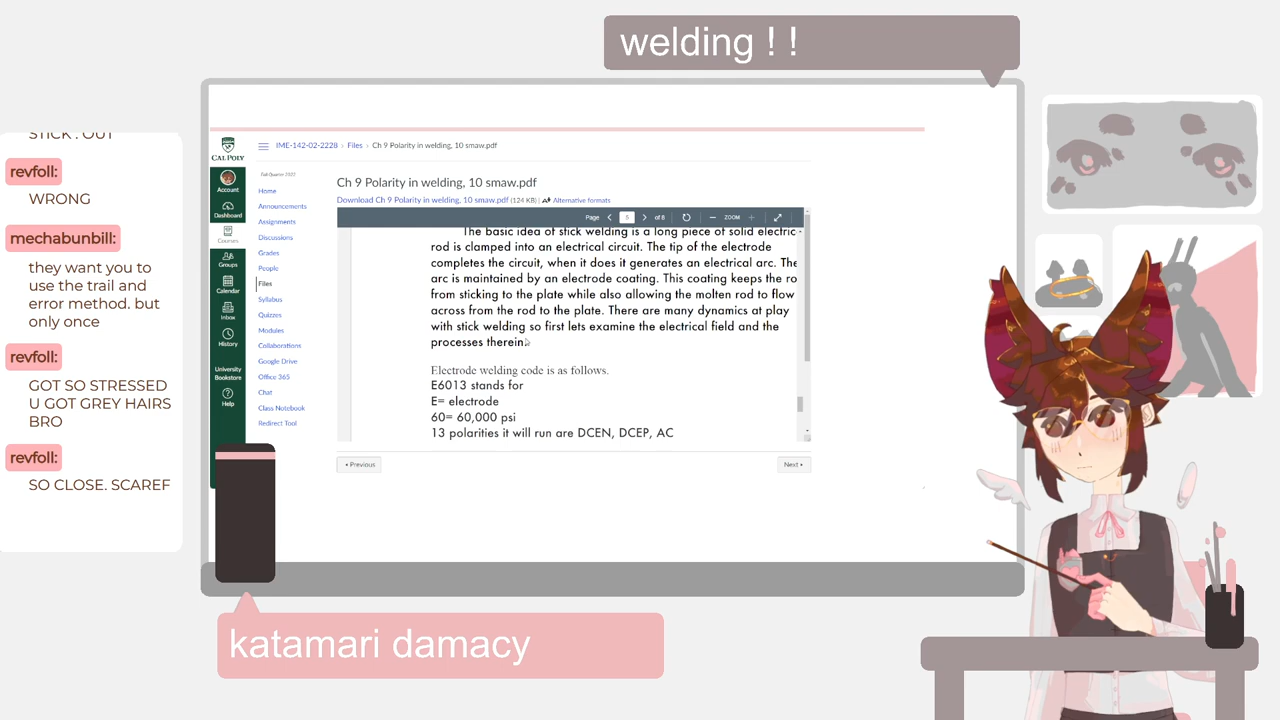 welding ! !
STICK . OUT
revfoll:
WRONG
mechabunbill:
they want you to
use the trail and
error method. but
only once
revfoll:
GOT SO STRESSED
U GOT GREY HAIRS
BRO
revfoll:
SO CLOSE. SCAREF
CAL POLY
Account
Dashboard
Courses
Groups
Calendar
Inbox
History
University
Bookstore
Help
IME-142-02-2228 › Files › Ch 9 Polarity in welding, 10 smaw.pdf
Fall Quarter 2022
Home
Announcements
Assignments
Discussions
Grades
People
Files
Syllabus
Quizzes
Modules
Collaborations
Google Drive
Office 365
Chat
Class Notebook
Redirect Tool
Ch 9 Polarity in welding, 10 smaw.pdf
Download Ch 9 Polarity in welding, 10 smaw.pdf (124 KB) Alternative formats
Page 5 of 8 ZOOM
The basic idea of stick welding is a long piece of solid electric
rod is clamped into an electrical circuit. The tip of the electrode
completes the circuit, when it does it generates an electrical arc. The
arc is maintained by an electrode coating. This coating keeps the ro
from sticking to the plate while also allowing the molten rod to flow
across from the rod to the plate. There are many dynamics at play
with stick welding so first lets examine the electrical field and the
processes therein.
Electrode welding code is as follows.
E6013 stands for
E= electrode
60= 60,000 psi
13 polarities it will run are DCEN, DCEP, AC
◂ Previous
Next ▸
katamari damacy